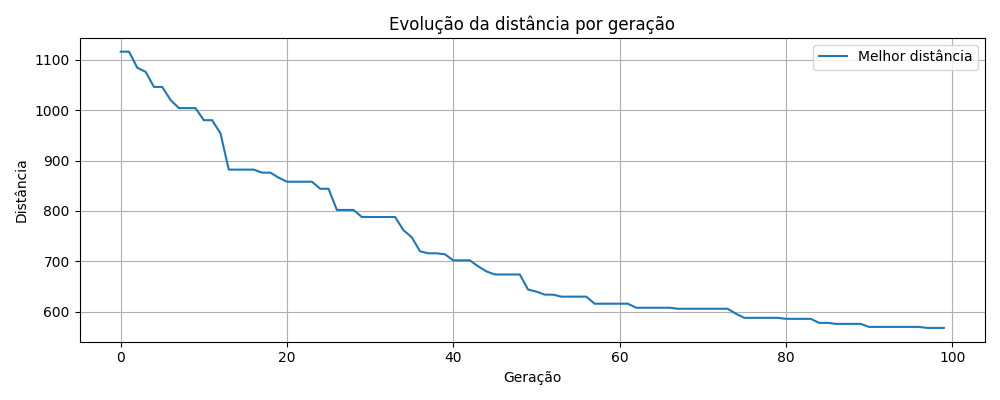 Evolução da distância por geração
Melhor distância
Distância
1100
1000
900
800
700
600
0 20 40 60 80 100
Geração